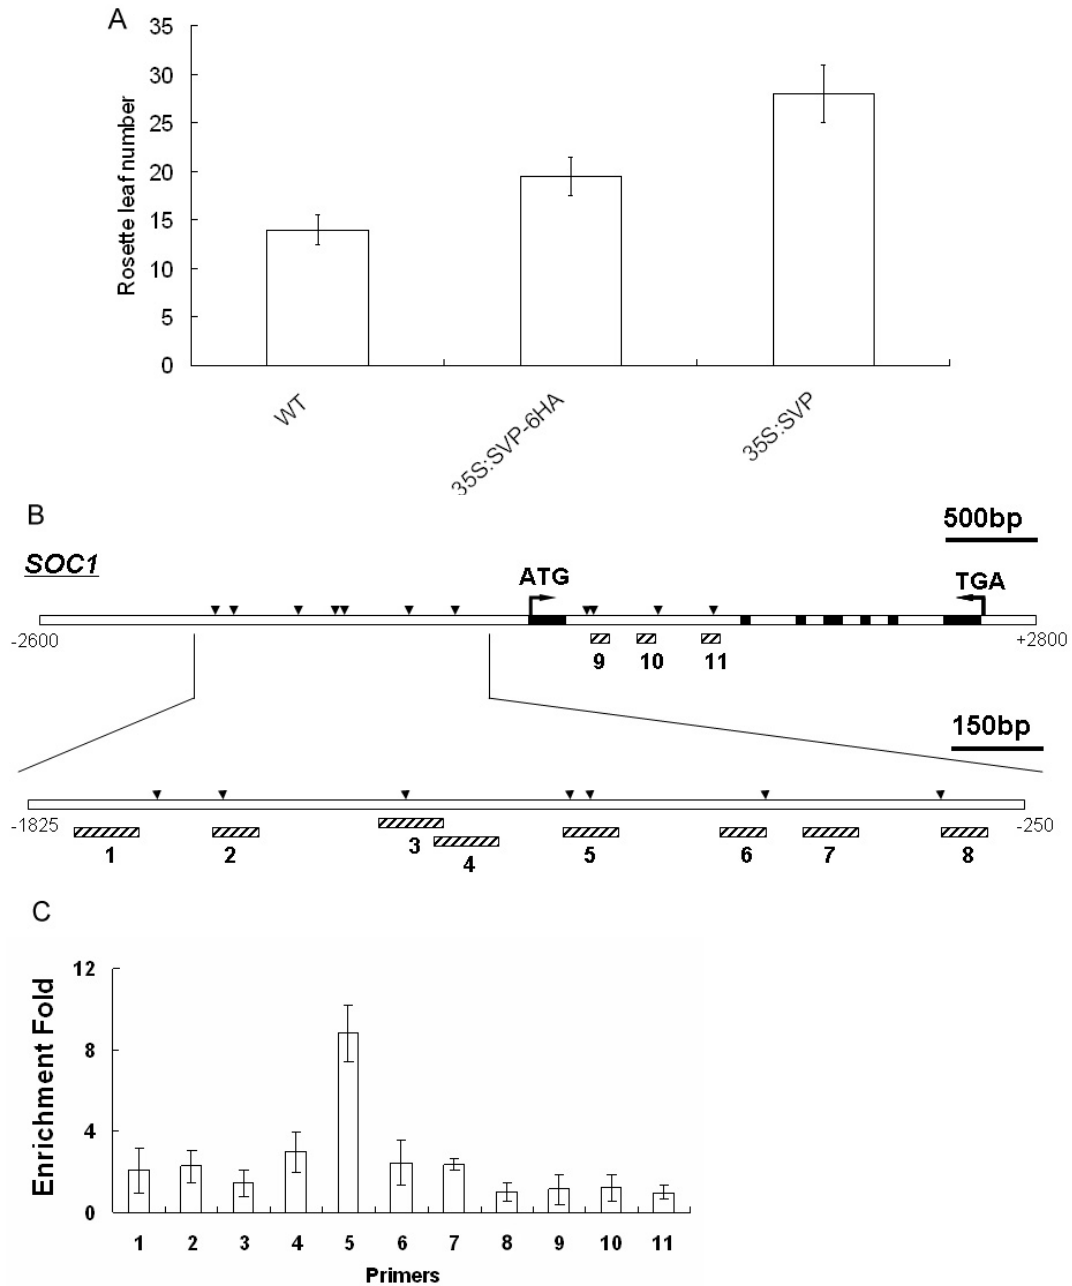 A
35
30
25
20
15
10
5
0
Rosette leaf number
WT
35S:SVP-6HA
35S:SVP
B
500bp
SOC1
ATG
TGA
-2600
+2800
9
10
11
150bp
-1825
-250
1
2
3
4
5
6
7
8
C
12
8
4
0
Enrichment Fold
1 2 3 4 5 6 7 8 9 10 11
Primers